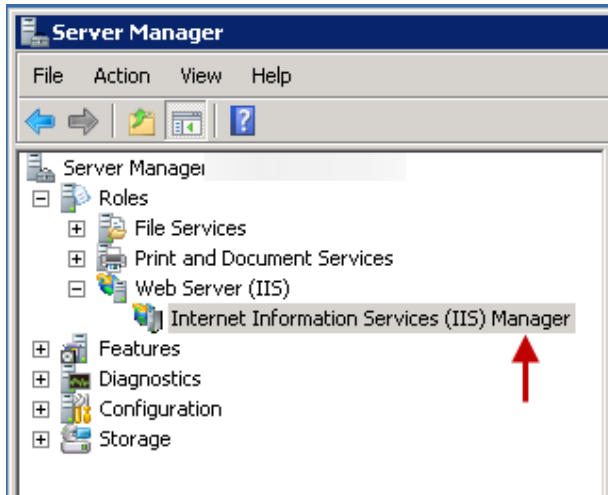 Server Manager
File Action View Help
Server Manager
Roles
File Services
Print and Document Services
Web Server (IIS)
Internet Information Services (IIS) Manager
Features
Diagnostics
Configuration
Storage